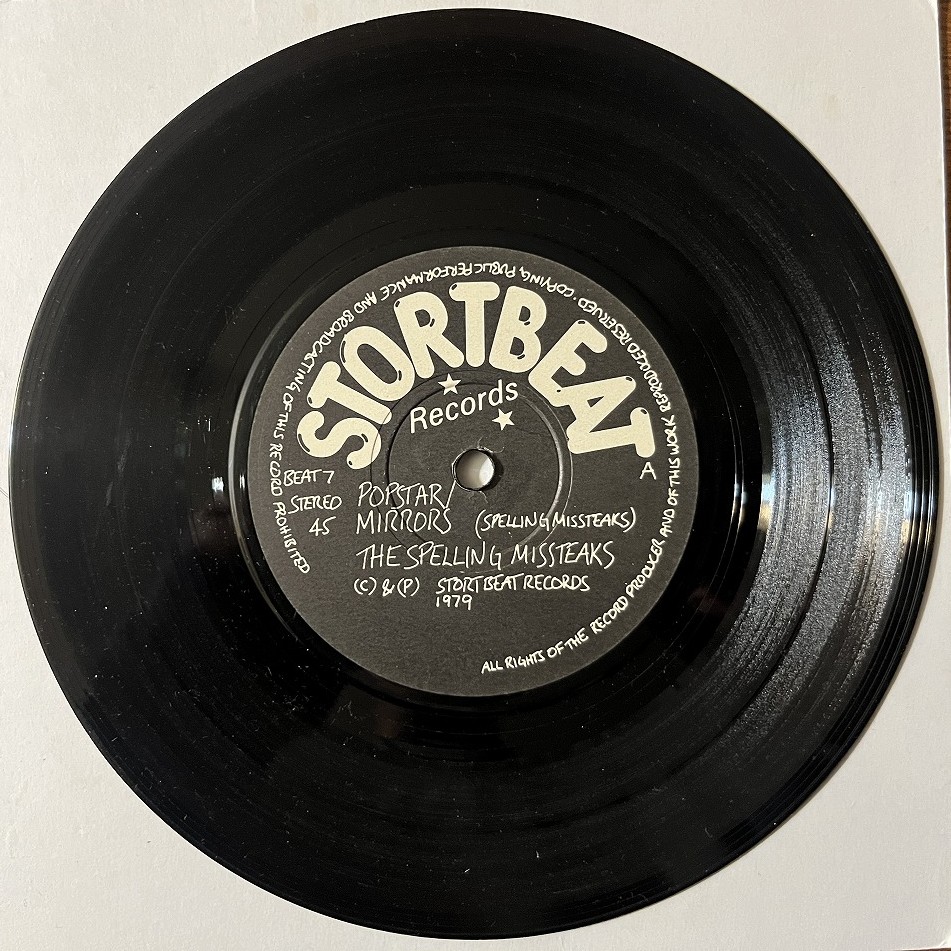 STORTBEAT
Records
A
BEAT 7
STEREO
45
POPSTAR/
MIRRORS (SPELLING MISSTEAKS)
THE SPELLING MISSTEAKS
(C) & (P) STORTBEAT RECORDS
1979
ALL RIGHTS OF THE RECORD PRODUCER AND OF THIS WORK REPRODUCED RESERVED. COPYING, PUBLIC PERFORMANCE AND BROADCASTING OF THIS RECORD PROHIBITED